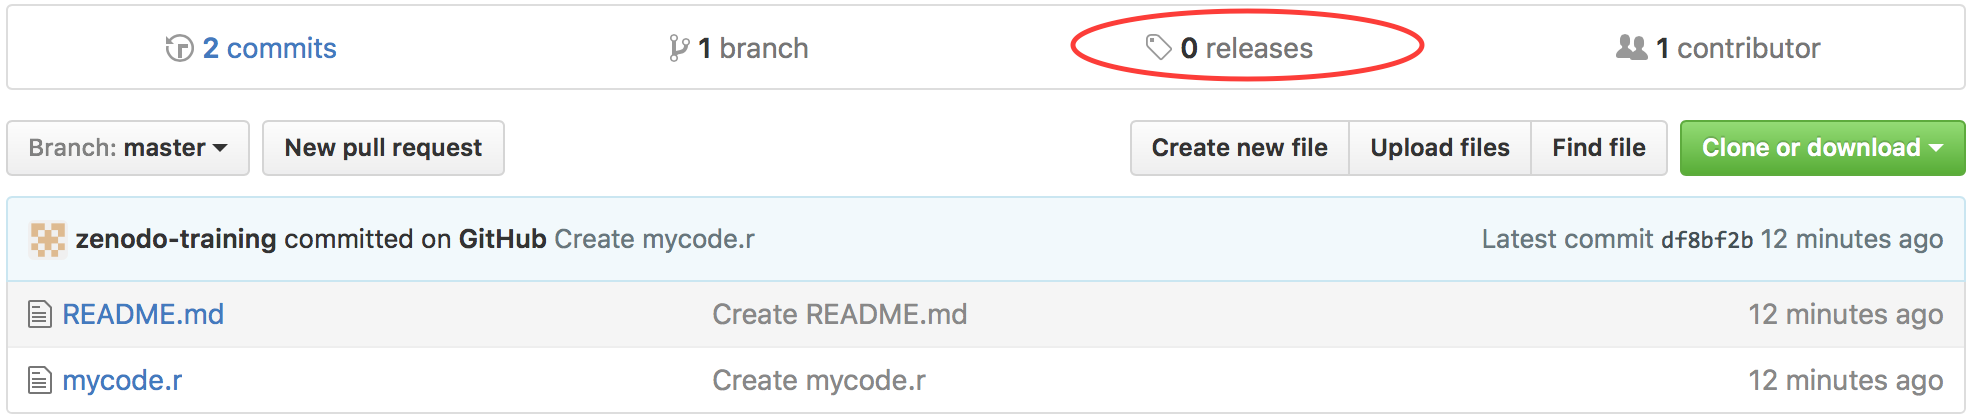 2 commits 1 branch 0 releases 1 contributor
Branch: master New pull request Create new file Upload files Find file Clone or download
zenodo-training committed on GitHub Create mycode.r Latest commit df8bf2b 12 minutes ago
README.md Create README.md 12 minutes ago
mycode.r Create mycode.r 12 minutes ago